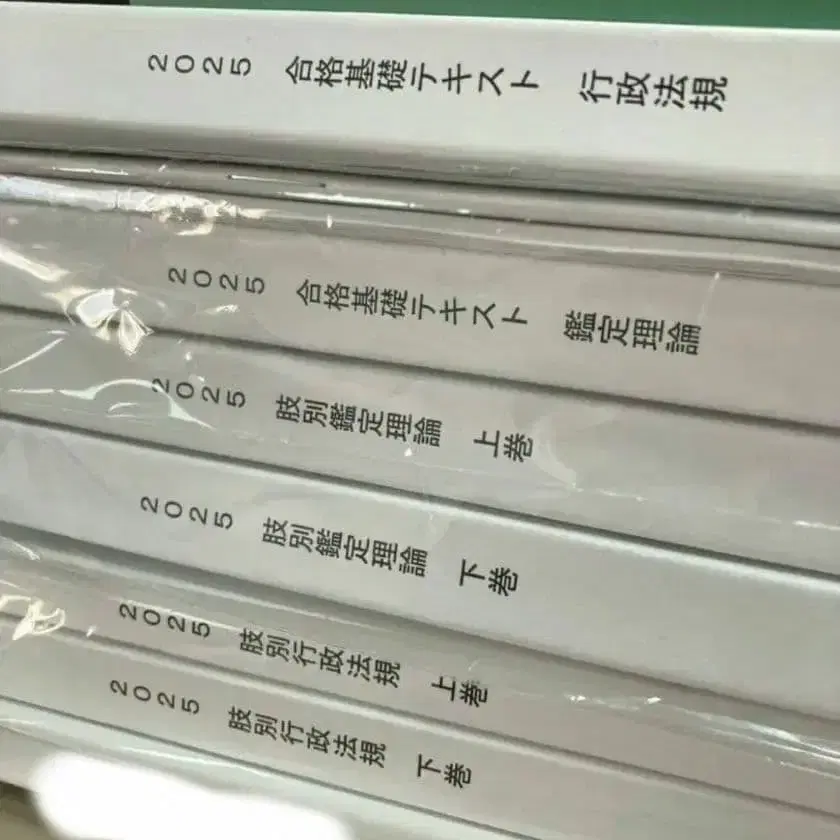 2025 合格基礎テキスト 行政法規
2025 合格基礎テキスト 鑑定理論
2025 肢別鑑定理論 上巻
2025 肢別鑑定理論 下巻
2025 肢別行政法規 上巻
2025 肢別行政法規 下巻